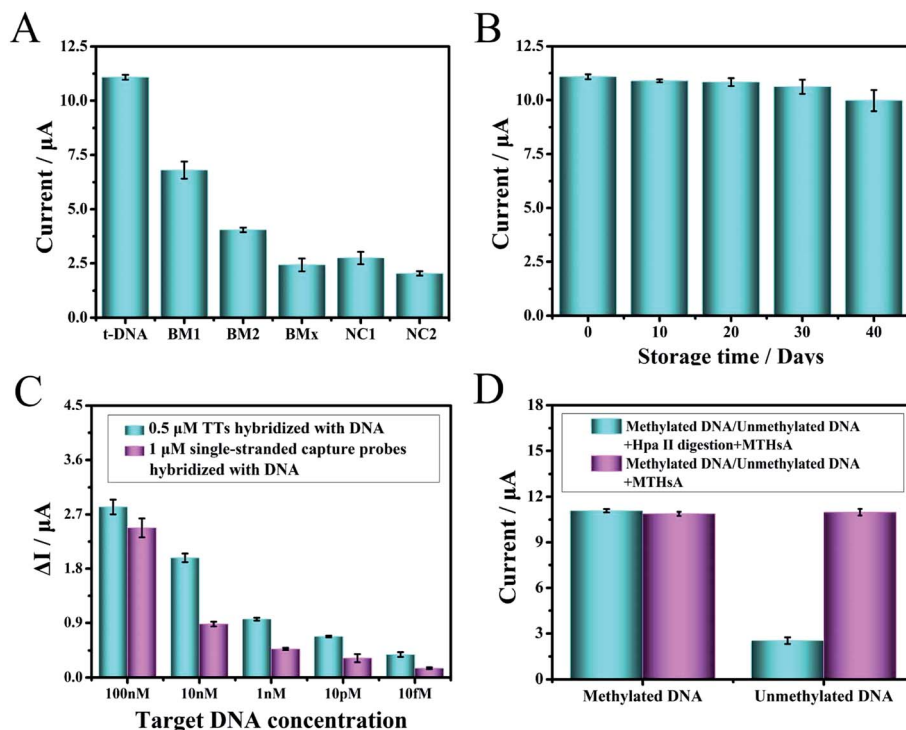 A
Current / μA
12.5
10.0
7.5
5.0
2.5
0.0
t-DNA BM1 BM2 BMx NC1 NC2
B
Current / μA
12.5
10.0
7.5
5.0
2.5
0.0
0 10 20 30 40
Storage time / Days
C
ΔI / μA
4.5
3.6
2.7
1.8
0.9
0.0
0.5 μM TTs hybridized with DNA
1 μM single-stranded capture probes
hybridized with DNA
100nM 10nM 1nM 10pM 10fM
Target DNA concentration
D
Current / μA
18
15
12
9
6
3
0
Methylated DNA/Unmethylated DNA
+Hpa II digestion+MTHsA
Methylated DNA/Unmethylated DNA
+MTHsA
Methylated DNA Unmethylated DNA